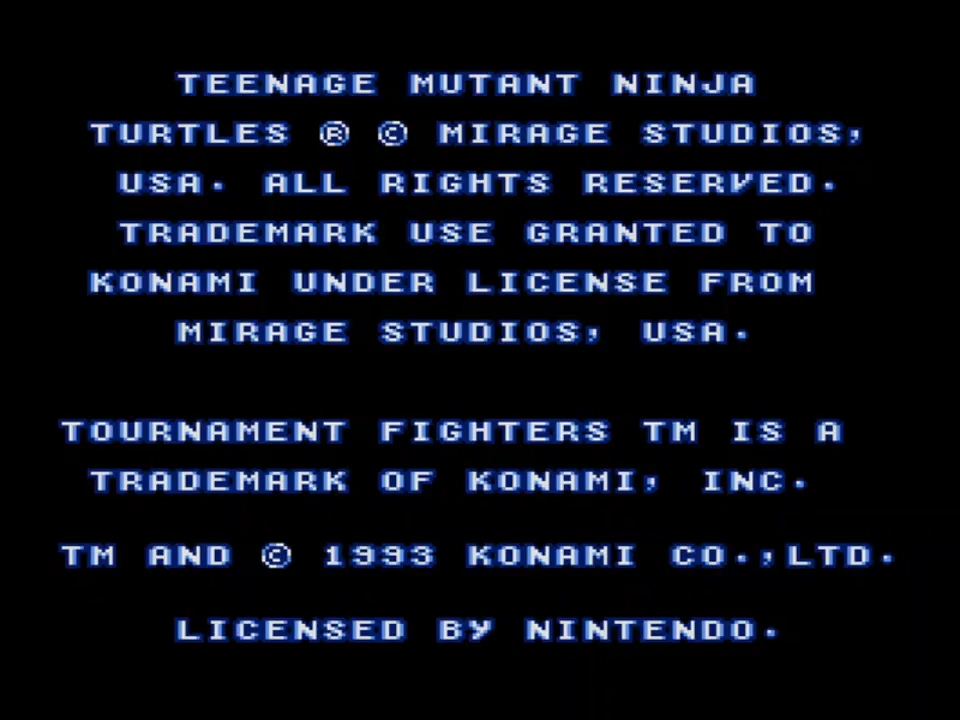 TEENAGE MUTANT NINJA
TURTLES ® © MIRAGE STUDIOS,
USA. ALL RIGHTS RESERVED.
TRADEMARK USE GRANTED TO
KONAMI UNDER LICENSE FROM
MIRAGE STUDIOS, USA.
TOURNAMENT FIGHTERS TM IS A
TRADEMARK OF KONAMI, INC.
TM AND © 1993 KONAMI CO.,LTD.
LICENSED BY NINTENDO.